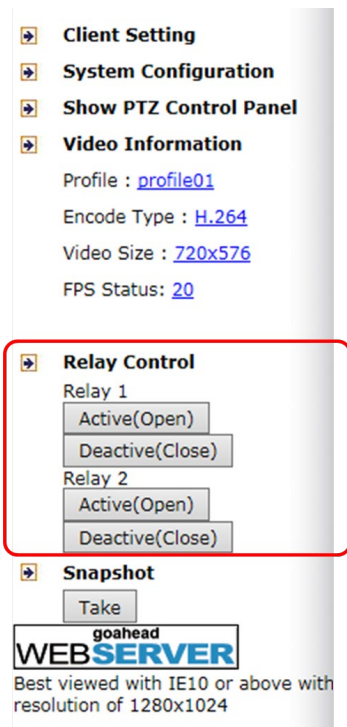 Client Setting
System Configuration
Show PTZ Control Panel
Video Information
Profile : profile01
Encode Type : H.264
Video Size : 720x576
FPS Status: 20
Relay Control
Relay 1
Active(Open)
Deactive(Close)
Relay 2
Active(Open)
Deactive(Close)
Snapshot
Take
goahead
WEBSERVER
Best viewed with IE10 or above with
resolution of 1280x1024